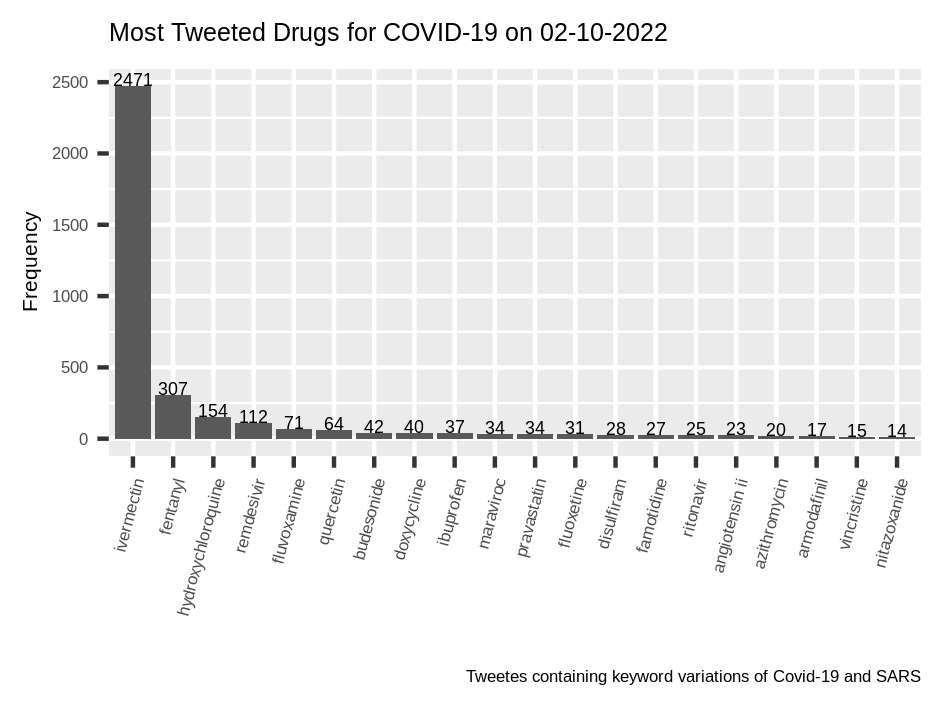 Most Tweeted Drugs for COVID-19 on 02-10-2022
Frequency
2500
2000
1500
1000
500
0
2471
307
154
112
71
64
42
40
37
34
34
31
28
27
25
23
20
17
15
14
ivermectin
fentanyl
hydroxychloroquine
remdesivir
fluvoxamine
quercetin
budesonide
doxycycline
ibuprofen
maraviroc
pravastatin
fluoxetine
disulfiram
famotidine
ritonavir
angiotensin ii
azithromycin
armodafinil
vincristine
nitazoxanide
Tweetes containing keyword variations of Covid-19 and SARS